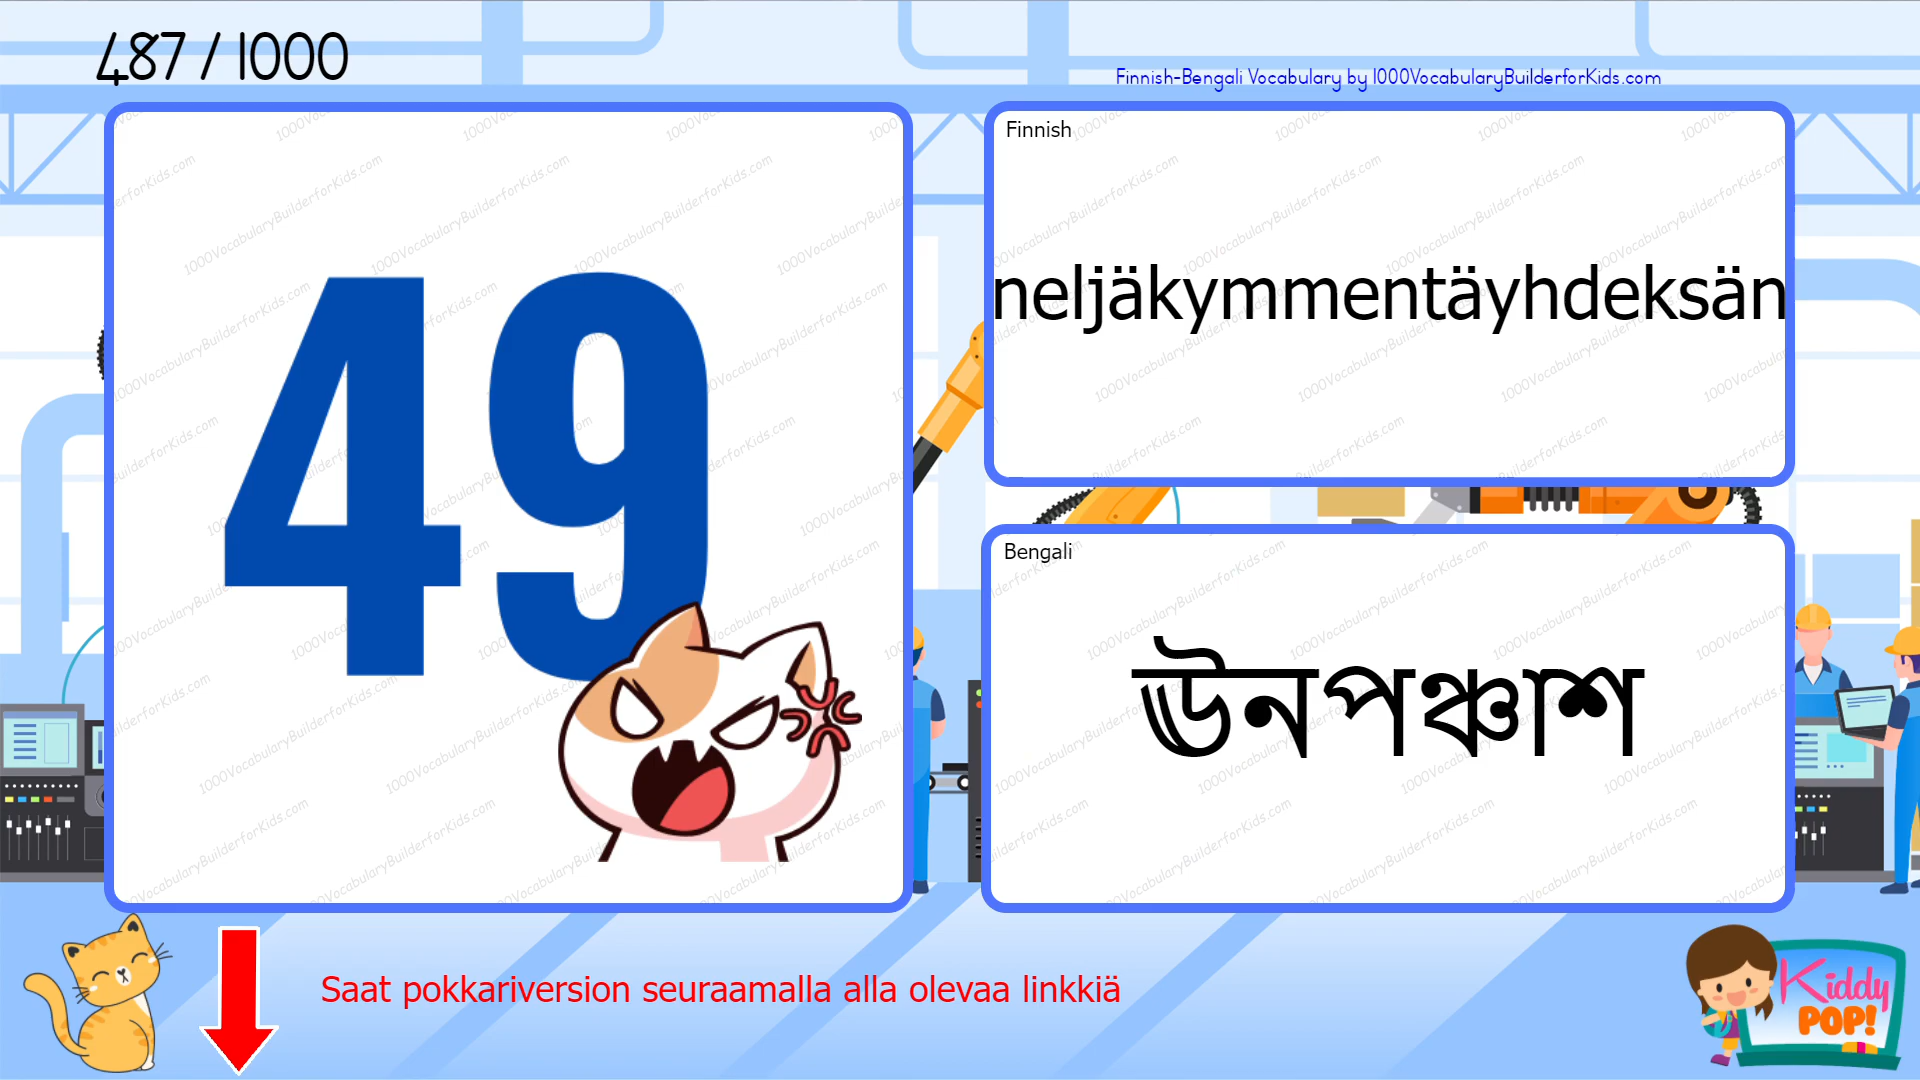 487 / 1000
Finnish-Bengali Vocabulary by 1000VocabularyBuilderforKids.com
49
Finnish
neljäkymmentäyhdeksän
Bengali
ঊনপঞ্চাশ
Saat pokkariversion seuraamalla alla olevaa linkkiä
Kiddy
POP!